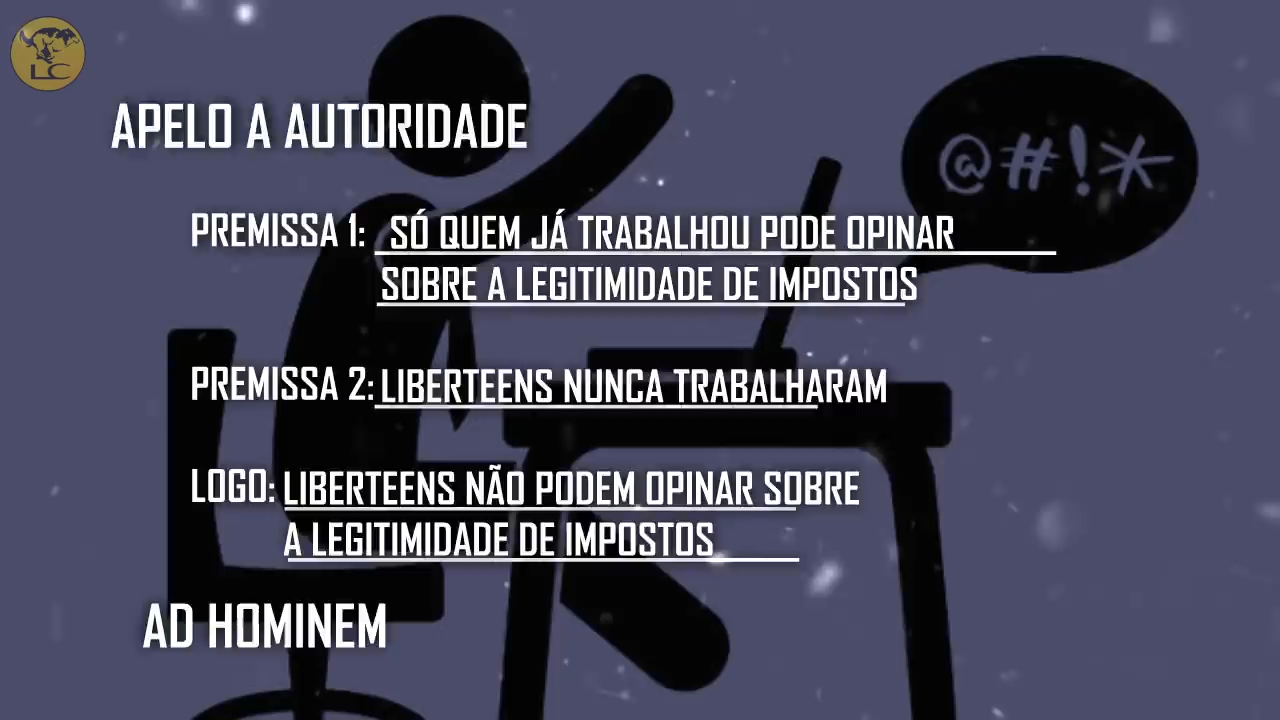 LC
APELO A AUTORIDADE
@#!*
PREMISSA 1: SÓ QUEM JÁ TRABALHOU PODE OPINAR
SOBRE A LEGITIMIDADE DE IMPOSTOS
PREMISSA 2: LIBERTEENS NUNCA TRABALHARAM
LOGO: LIBERTEENS NÃO PODEM OPINAR SOBRE
A LEGITIMIDADE DE IMPOSTOS
AD HOMINEM